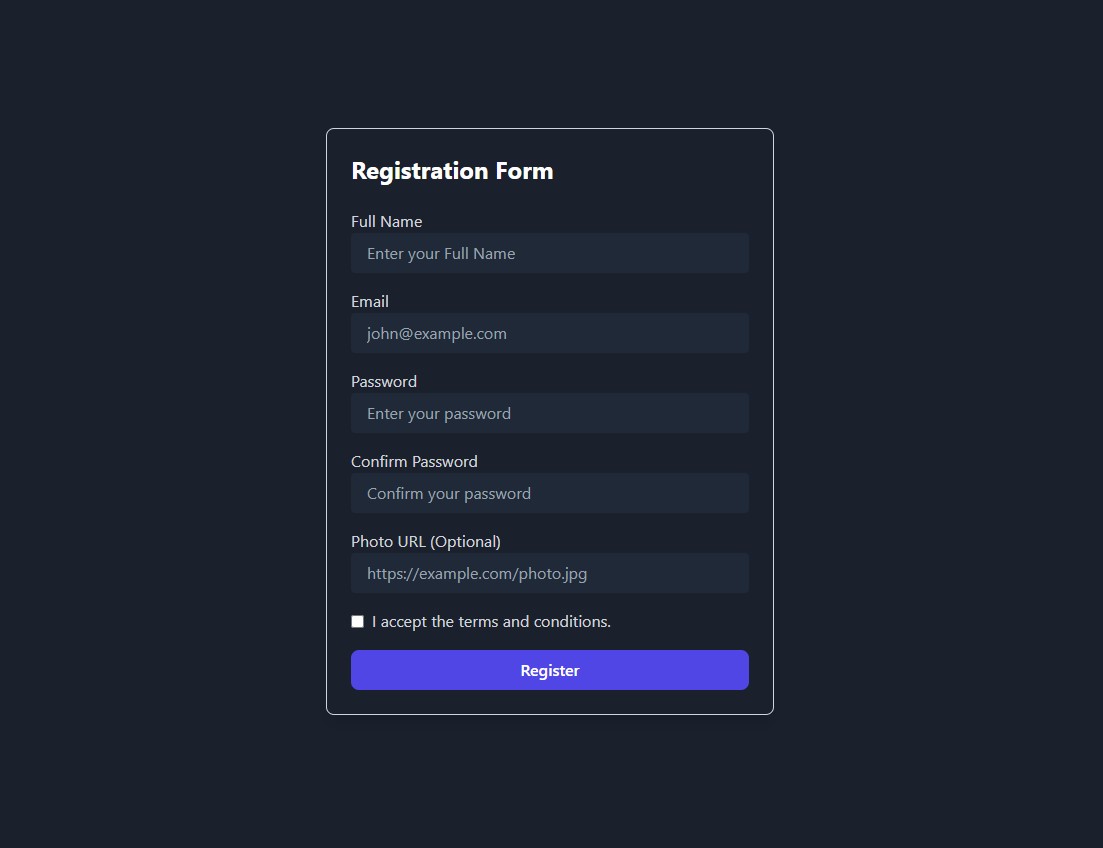 Registration Form
Full Name
Enter your Full Name
Email
john@example.com
Password
Enter your password
Confirm Password
Confirm your password
Photo URL (Optional)
https://example.com/photo.jpg
I accept the terms and conditions.
Register